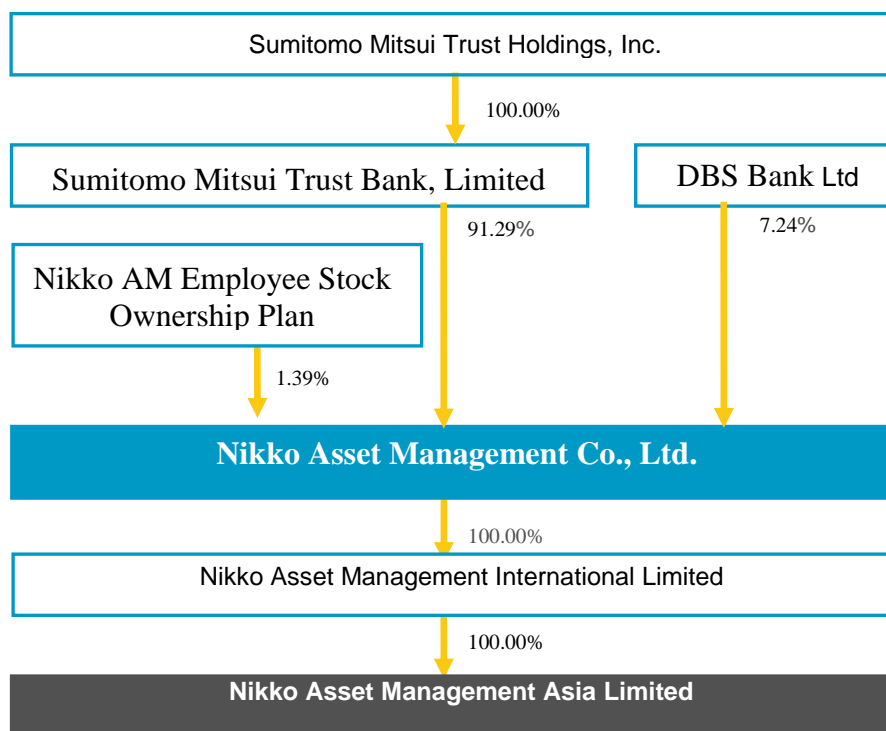 Sumitomo Mitsui Trust Holdings, Inc.
100.00%
Sumitomo Mitsui Trust Bank, Limited
DBS Bank Ltd
91.29%
7.24%
Nikko AM Employee Stock
Ownership Plan
1.39%
Nikko Asset Management Co., Ltd.
100.00%
Nikko Asset Management International Limited
100.00%
Nikko Asset Management Asia Limited